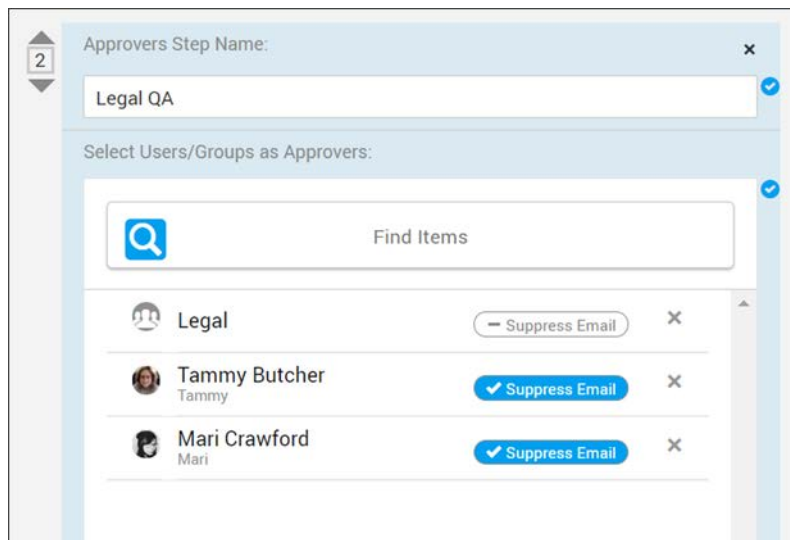 Approvers Step Name:
2
Legal QA
Select Users/Groups as Approvers:
Find Items
Legal
Suppress Email
Tammy Butcher
Tammy
Suppress Email
Mari Crawford
Mari
Suppress Email